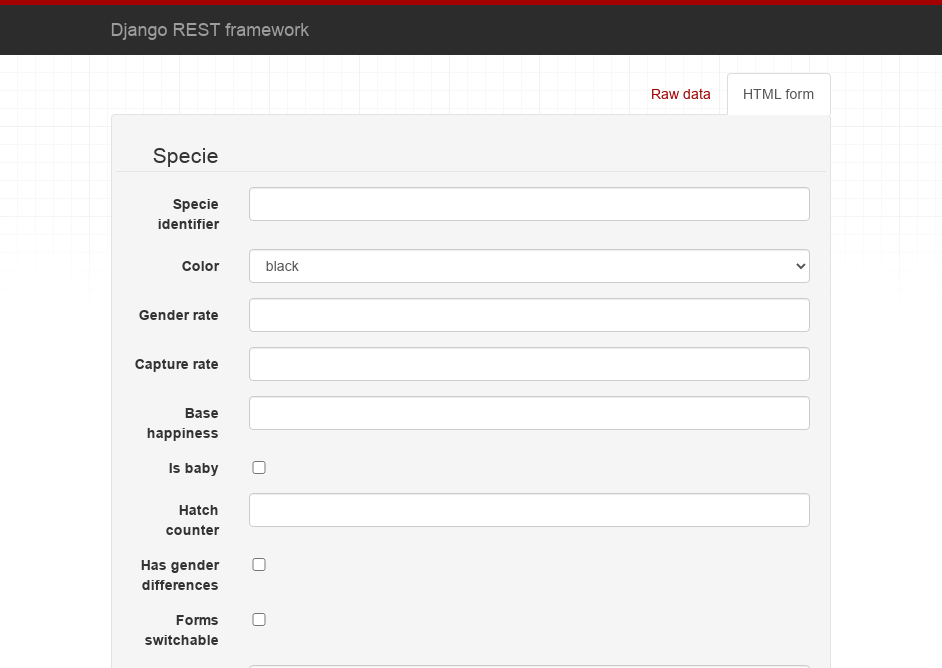 Django REST framework
Raw data
HTML form
Specie
Specie
identifier
Color
black
Gender rate
Capture rate
Base
happiness
Is baby
Hatch
counter
Has gender
differences
Forms
switchable